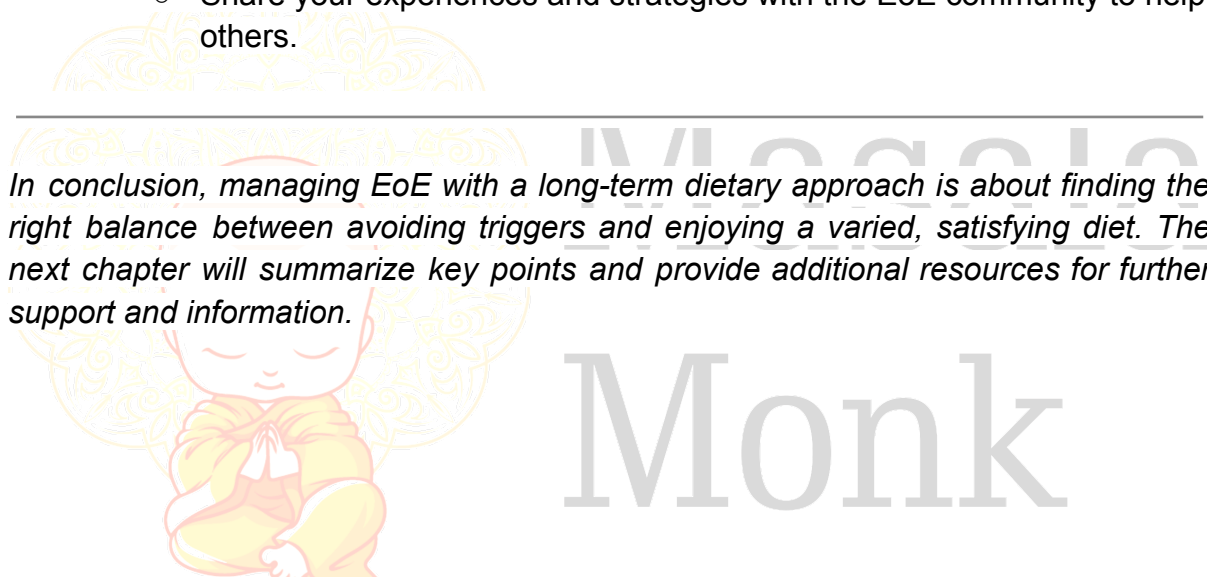 Share your experiences and strategies with the EoE community to help
others.
Masala
In conclusion, managing EoE with a long-term dietary approach is about finding the
right balance between avoiding triggers and enjoying a varied, satisfying diet. The
next chapter will summarize key points and provide additional resources for further
support and information.
Monk